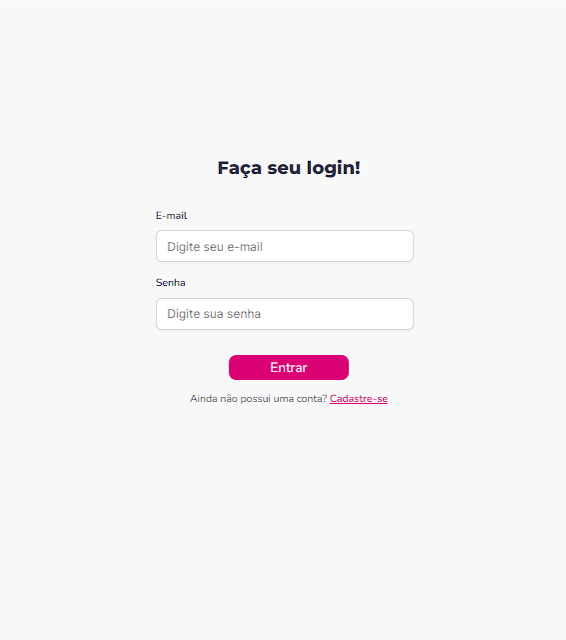 Faça seu login!
E-mail
Digite seu e-mail
Senha
Digite sua senha
Entrar
Ainda não possui uma conta? Cadastre-se